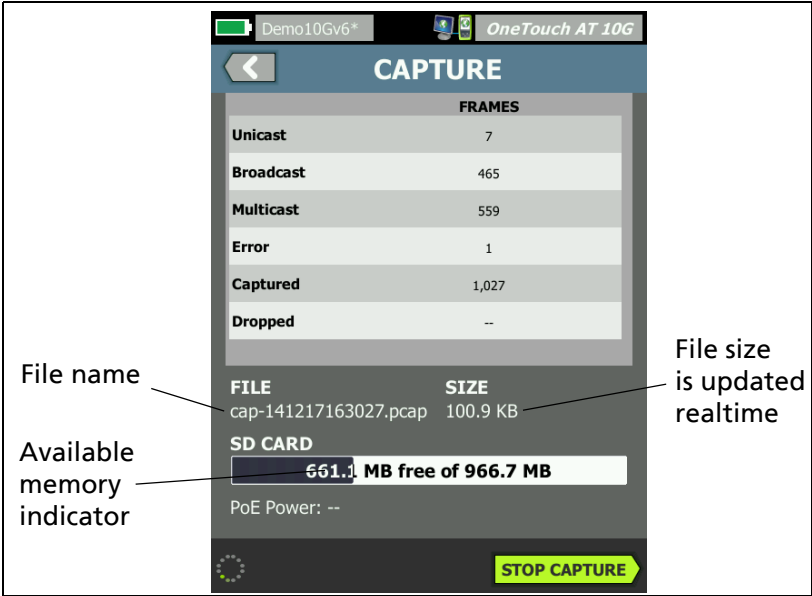 Demo10Gv6* OneTouch AT 10G
CAPTURE
FRAMES
Unicast 7
Broadcast 465
Multicast 559
Error 1
Captured 1,027
Dropped --
File name
FILE SIZE
cap-141217163027.pcap 100.9 KB
File size
is updated
realtime
Available
memory
indicator
SD CARD
661.1 MB free of 966.7 MB
PoE Power: --
STOP CAPTURE